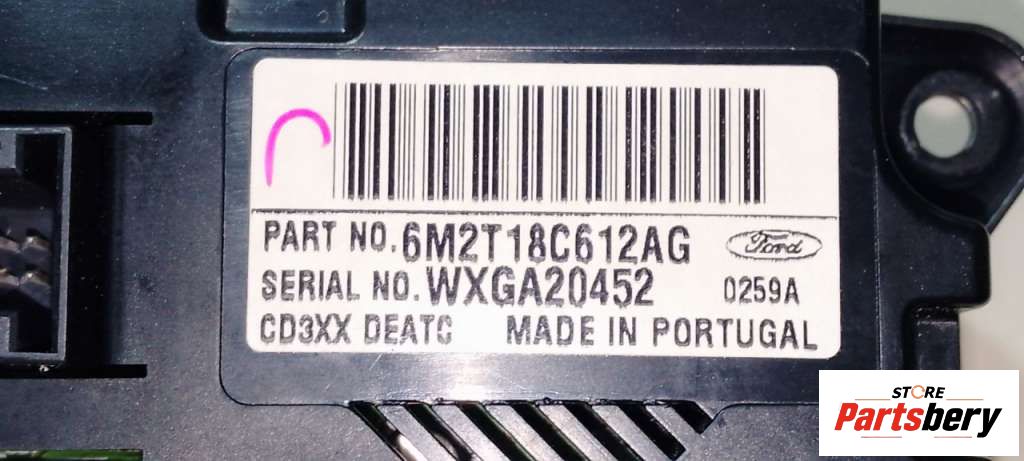 PART NO. 6M2T18C612AG Ford
SERIAL NO. WXGA20452 0259A
CD3XX DEATC MADE IN PORTUGAL
STORE
Partsbery